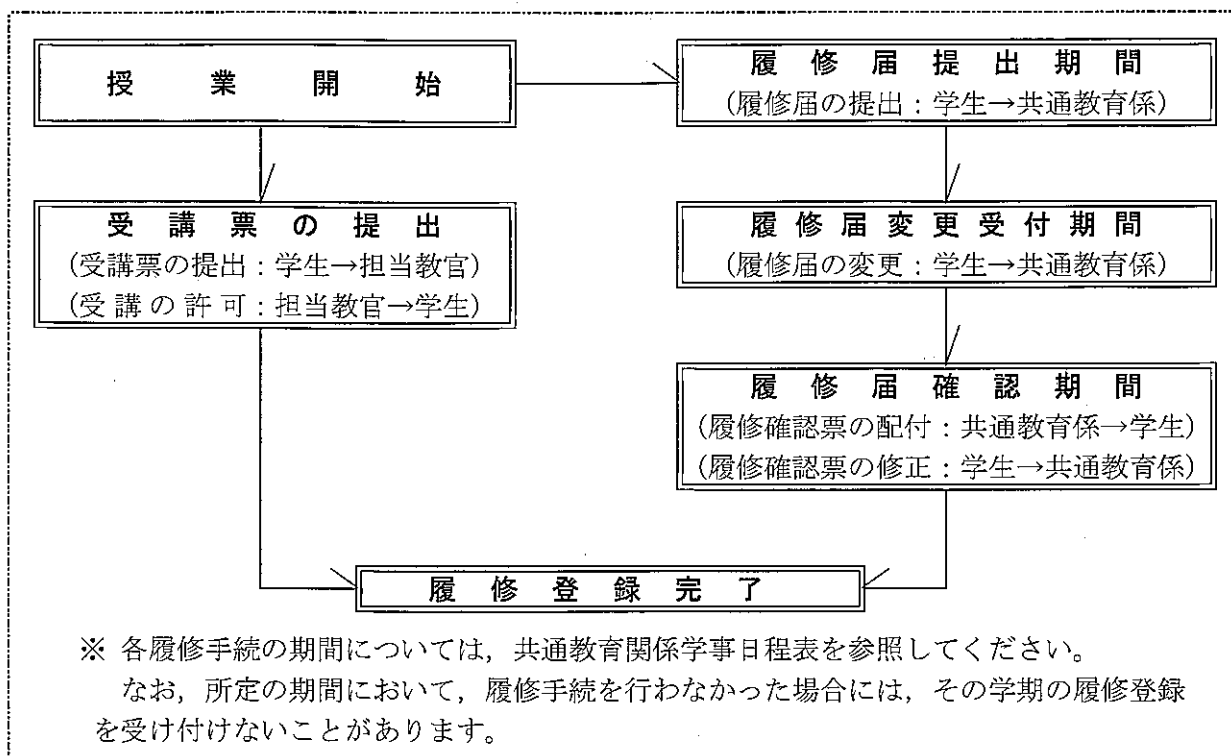 授業開始
履修届提出期間
(履修届の提出：学生→共通教育係)
受講票の提出
(受講票の提出：学生→担当教官)
(受講の許可：担当教官→学生)
履修届変更受付期間
(履修届の変更：学生→共通教育係)
履修届確認期間
(履修確認票の配付：共通教育係→学生)
(履修確認票の修正：学生→共通教育係)
履修登録完了
※ 各履修手続の期間については，共通教育関係学事日程表を参照してください。
なお，所定の期間において，履修手続を行わなかった場合には，その学期の履修登録
を受け付けないことがあります。